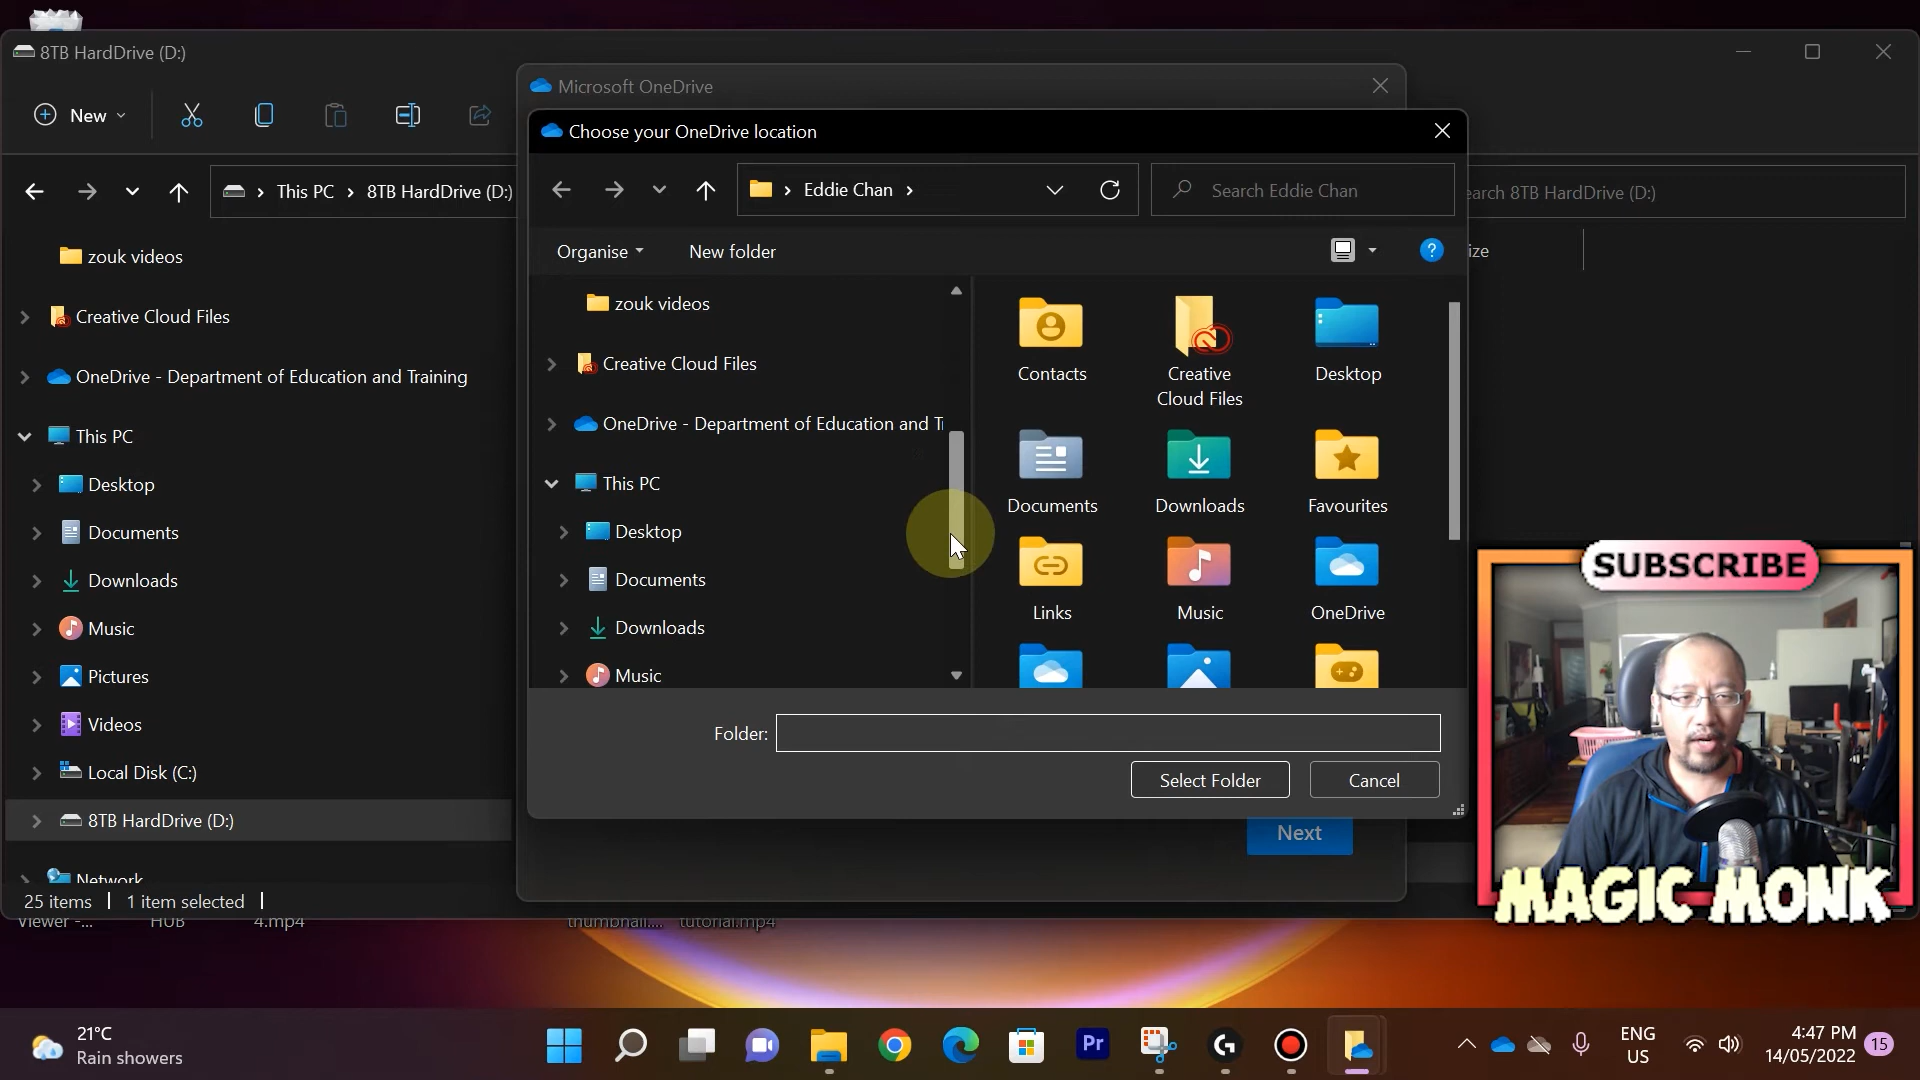 8TB HardDrive (D:)
New
This PC
8TB HardDrive (D:)
earch 8TB HardDrive (D:)
ize
zouk videos
Creative Cloud Files
OneDrive - Department of Education and Training
This PC
Desktop
Documents
Downloads
Music
Pictures
Videos
Local Disk (C:)
8TB HardDrive (D:)
Network
25 items
1 item selected
Microsoft OneDrive
Choose your OneDrive location
Eddie Chan
Search Eddie Chan
Organise
New folder
?
zouk videos
Creative Cloud Files
OneDrive - Department of Education and Tr
This PC
Desktop
Documents
Downloads
Music
Contacts
Creative
Cloud Files
Desktop
Documents
Downloads
Favourites
Links
Music
OneDrive
Folder:
Select Folder
Cancel
Next
SUBSCRIBE
MAGIC MONK
Viewer -...
HUB
4.mp4
thumbnail....
tutorial.mp4
21°C
Rain showers
Pr
ENG
US
4:47 PM
14/05/2022
15